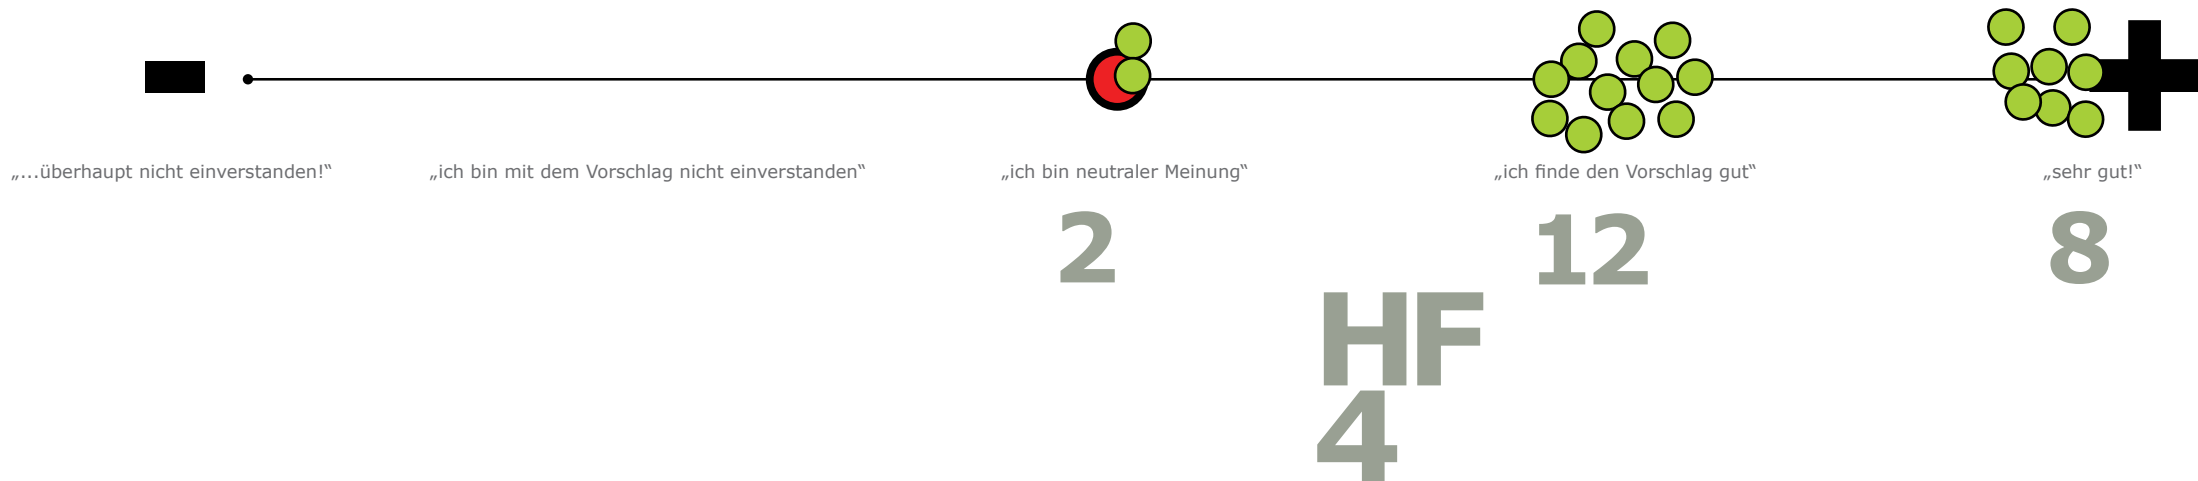 „...überhaupt nicht einverstanden!“ „ich bin mit dem Vorschlag nicht einverstanden“ „ich bin neutraler Meinung“ „ich finde den Vorschlag gut“ „sehr gut!“
2 12 8
HF
4